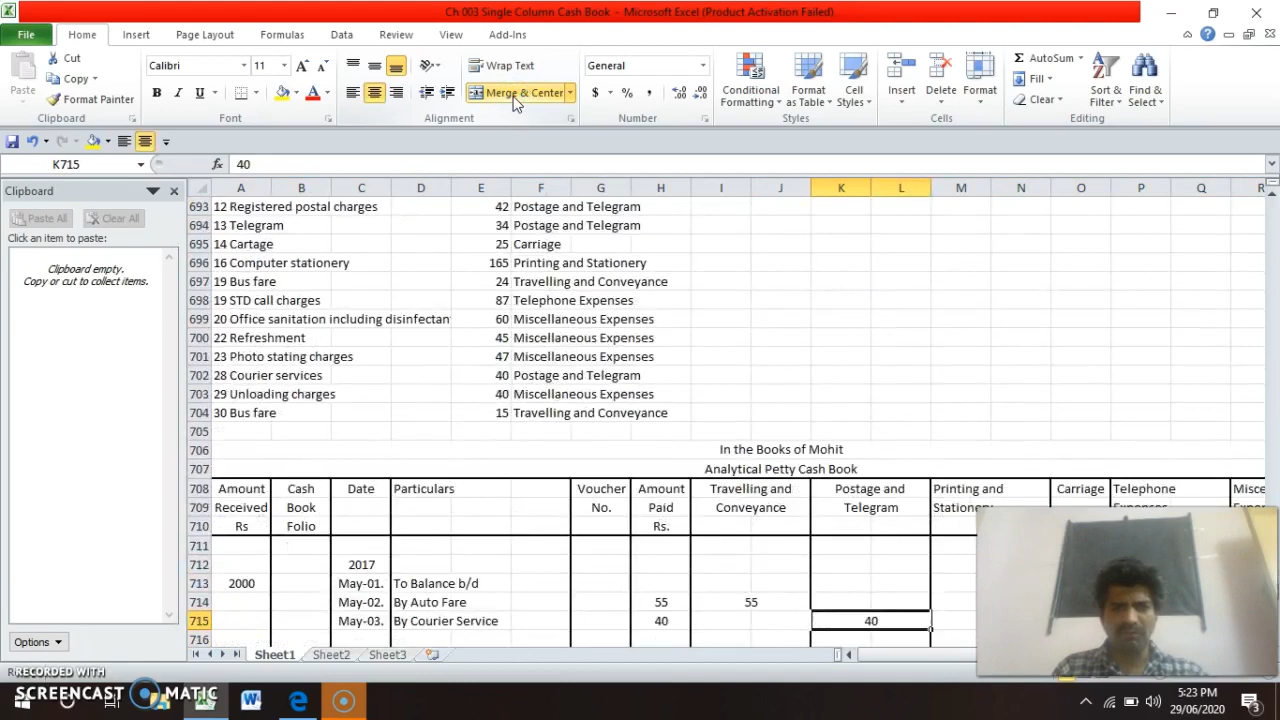 Ch 003 Single Column Cash Book - Microsoft Excel (Product Activation Failed)
File Home Insert Page Layout Formulas Data Review View Add-Ins
Cut Calibri 11 Wrap Text General AutoSum
Paste Copy Format Painter B I U A Merge & Center $ % , Conditional Formatting Format as Table Cell Styles Insert Delete Format Fill Clear Sort & Filter Find & Select
Clipboard Font Alignment Number Styles Cells Editing
K715 fx 40
Clipboard
Paste All Clear All
Click an item to paste:
Clipboard empty.
Copy or cut to collect items.
Options
A B C D E F G H I J K L M N O P Q R
693 12 Registered postal charges 42 Postage and Telegram
694 13 Telegram 34 Postage and Telegram
695 14 Cartage 25 Carriage
696 16 Computer stationery 165 Printing and Stationery
697 19 Bus fare 24 Travelling and Conveyance
698 19 STD call charges 87 Telephone Expenses
699 20 Office sanitation including disinfectan 60 Miscellaneous Expenses
700 22 Refreshment 45 Miscellaneous Expenses
701 23 Photo stating charges 47 Miscellaneous Expenses
702 28 Courier services 40 Postage and Telegram
703 29 Unloading charges 40 Miscellaneous Expenses
704 30 Bus fare 15 Travelling and Conveyance
705
706 In the Books of Mohit
707 Analytical Petty Cash Book
708 Amount Cash Date Particulars Voucher Amount Travelling and Postage and Printing and Carriage Telephone Misce
709 Received Book No. Paid Conveyance Telegram Stationery
710 Rs Folio Rs.
711
712 2017
713 2000 May-01. To Balance b/d
714 May-02. By Auto Fare 55 55
715 May-03. By Courier Service 40 40
716
Sheet1 Sheet2 Sheet3
RECORDED WITH
SCREENCAST MATIC
5:23 PM
29/06/2020
3